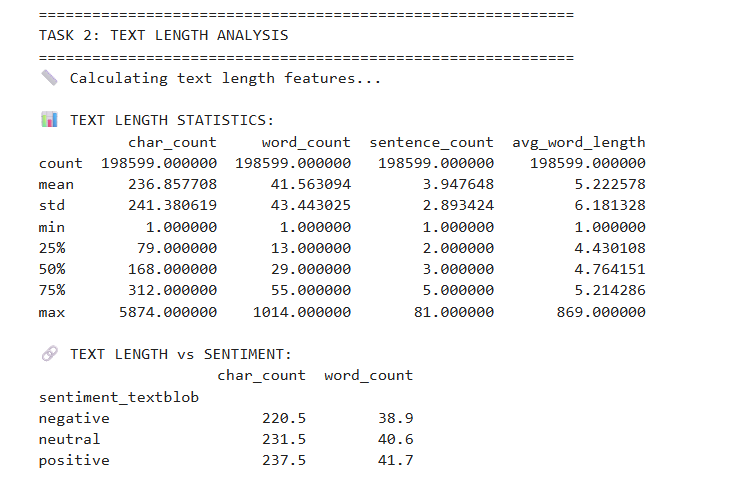 ============================================================
TASK 2: TEXT LENGTH ANALYSIS
============================================================
📏 Calculating text length features...
📊 TEXT LENGTH STATISTICS:
char_count word_count sentence_count avg_word_length
count 198599.000000 198599.000000 198599.000000 198599.000000
mean 236.857708 41.563094 3.947648 5.222578
std 241.380619 43.443025 2.893424 6.181328
min 1.000000 1.000000 1.000000 1.000000
25% 79.000000 13.000000 2.000000 4.430108
50% 168.000000 29.000000 3.000000 4.764151
75% 312.000000 55.000000 5.000000 5.214286
max 5874.000000 1014.000000 81.000000 869.000000
🔗 TEXT LENGTH vs SENTIMENT:
char_count word_count
sentiment_textblob
negative 220.5 38.9
neutral 231.5 40.6
positive 237.5 41.7